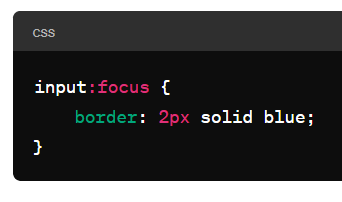 css
input:focus {
    border: 2px solid blue;
}